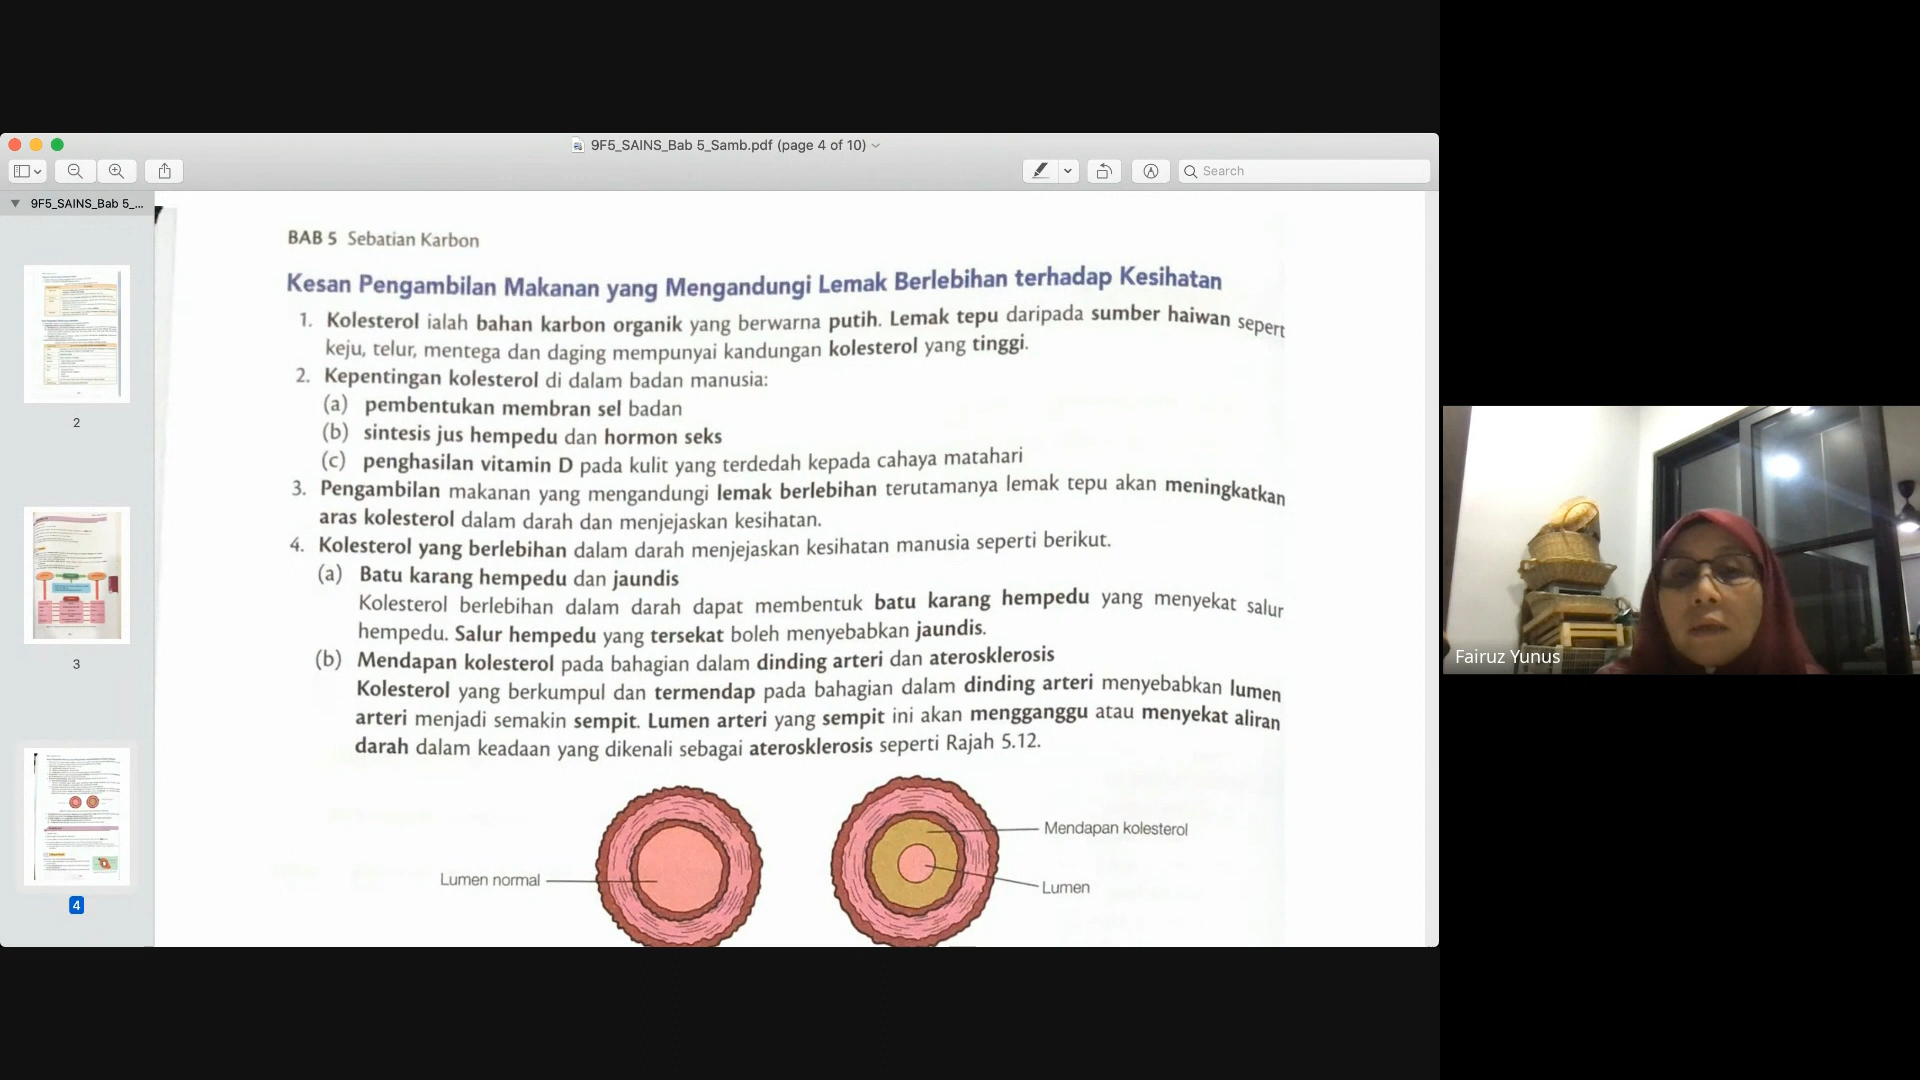 9F5_SAINS_Bab 5_Samb.pdf (page 4 of 10)
Search
9F5_SAINS_Bab 5_...
2
3
4
BAB 5 Sebatian Karbon
Kesan Pengambilan Makanan yang Mengandungi Lemak Berlebihan terhadap Kesihatan
1. Kolesterol ialah bahan karbon organik yang berwarna putih. Lemak tepu daripada sumber haiwan sepert
keju, telur, mentega dan daging mempunyai kandungan kolesterol yang tinggi.
2. Kepentingan kolesterol di dalam badan manusia:
(a) pembentukan membran sel badan
(b) sintesis jus hempedu dan hormon seks
(c) penghasilan vitamin D pada kulit yang terdedah kepada cahaya matahari
3. Pengambilan makanan yang mengandungi lemak berlebihan terutamanya lemak tepu akan meningkatkan
aras kolesterol dalam darah dan menjejaskan kesihatan.
4. Kolesterol yang berlebihan dalam darah menjejaskan kesihatan manusia seperti berikut.
(a) Batu karang hempedu dan jaundis
Kolesterol berlebihan dalam darah dapat membentuk batu karang hempedu yang menyekat salur
hempedu. Salur hempedu yang tersekat boleh menyebabkan jaundis.
(b) Mendapan kolesterol pada bahagian dalam dinding arteri dan aterosklerosis
Kolesterol yang berkumpul dan termendap pada bahagian dalam dinding arteri menyebabkan lumen
arteri menjadi semakin sempit. Lumen arteri yang sempit ini akan mengganggu atau menyekat aliran
darah dalam keadaan yang dikenali sebagai aterosklerosis seperti Rajah 5.12.
Lumen normal
Mendapan kolesterol
Lumen
Fairuz Yunus